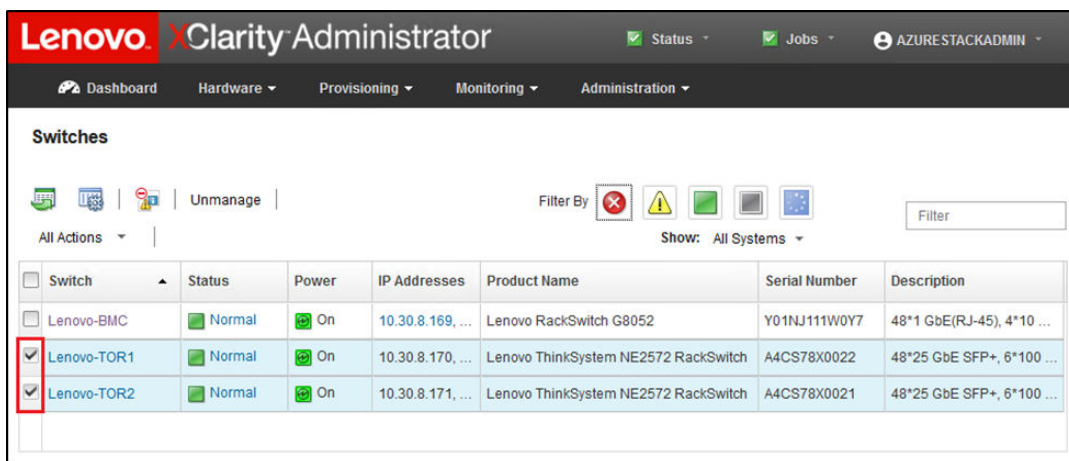 Lenovo. XClarity Administrator Status Jobs AZURESTACKADMIN
Dashboard Hardware Provisioning Monitoring Administration
Switches
Unmanage Filter By Filter
All Actions Show: All Systems
Switch Status Power IP Addresses Product Name Serial Number Description
Lenovo-BMC Normal On 10.30.8.169, ... Lenovo RackSwitch G8052 Y01NJ111W0Y7 48*1 GbE(RJ-45), 4*10 ...
Lenovo-TOR1 Normal On 10.30.8.170, ... Lenovo ThinkSystem NE2572 RackSwitch A4CS78X0022 48*25 GbE SFP+, 6*100 ...
Lenovo-TOR2 Normal On 10.30.8.171, ... Lenovo ThinkSystem NE2572 RackSwitch A4CS78X0021 48*25 GbE SFP+, 6*100 ...